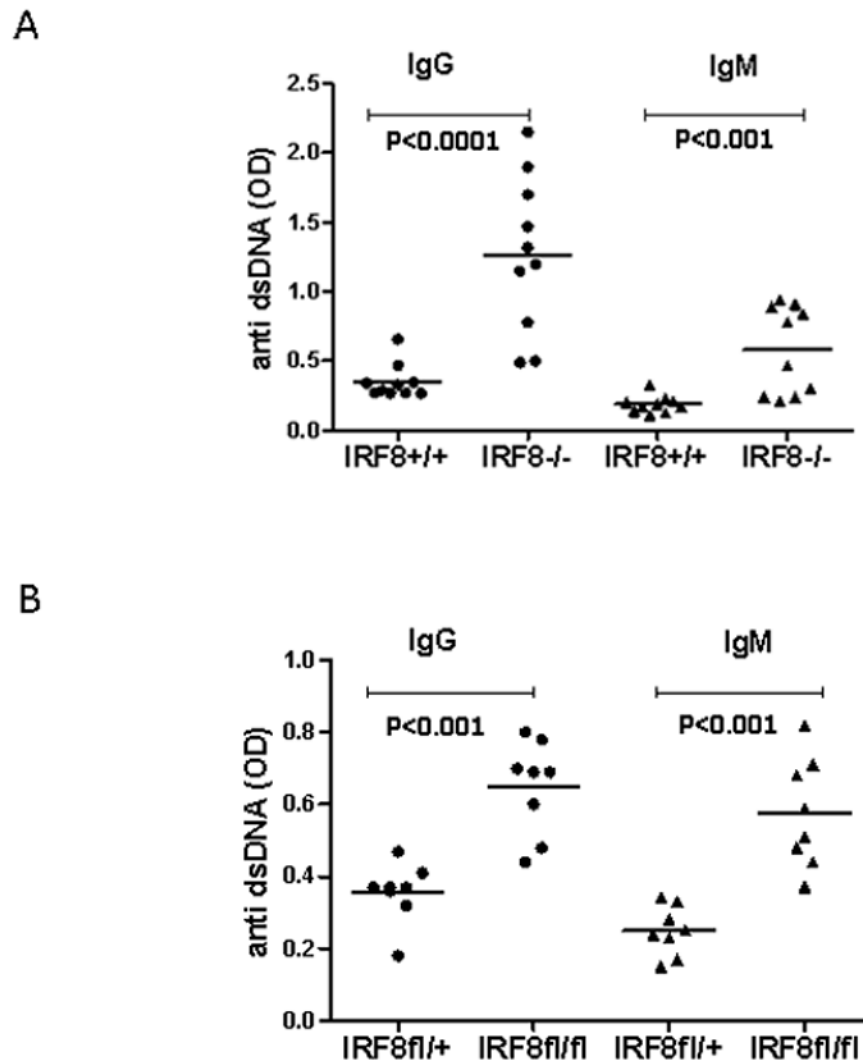 A
IgG IgM
2.5
P<0.0001 P<0.001
2.0
1.5
1.0
0.5
0.0
anti dsDNA (OD)
IRF8+/+ IRF8-/- IRF8+/+ IRF8-/-
B
IgG IgM
1.0
P<0.001 P<0.001
0.8
0.6
0.4
0.2
0.0
anti dsDNA (OD)
IRF8fl/+ IRF8fl/fl IRF8fl/+ IRF8fl/fl